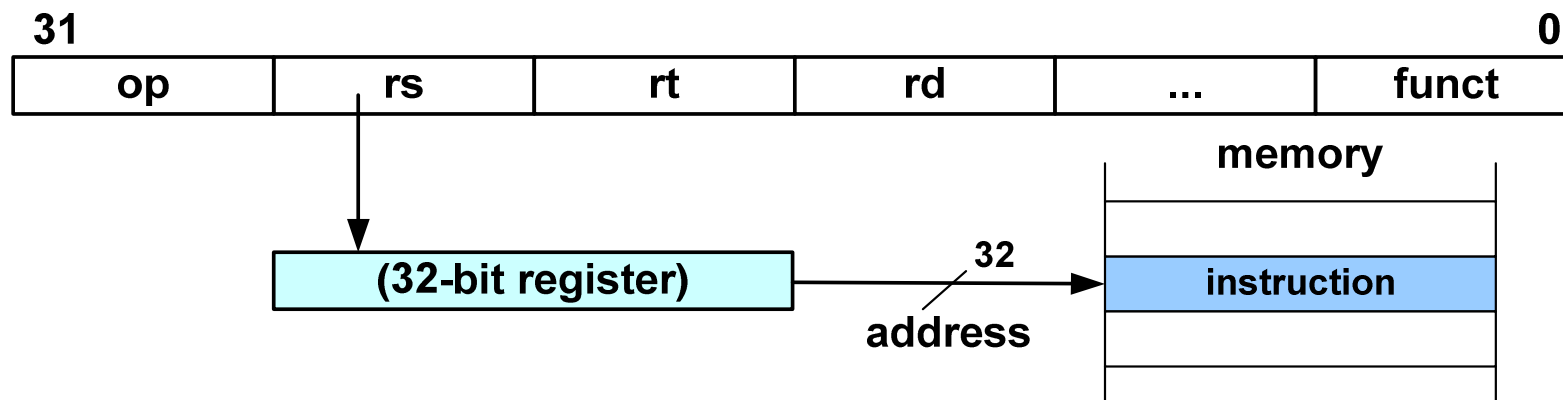 31 0
op rs rt rd ... funct
memory
32
(32-bit register) instruction
address